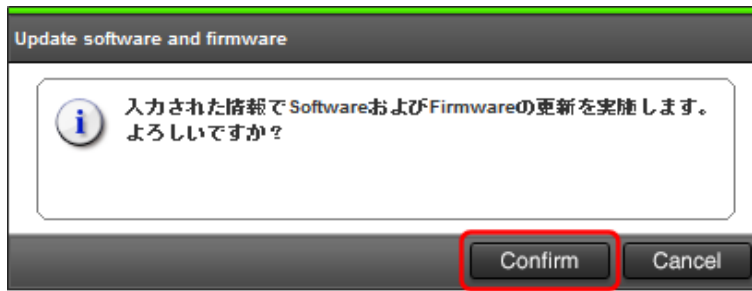 Update software and firmware
入力された情報でSoftwareおよびFirmwareの更新を実施します。
よろしいですか？
Confirm
Cancel